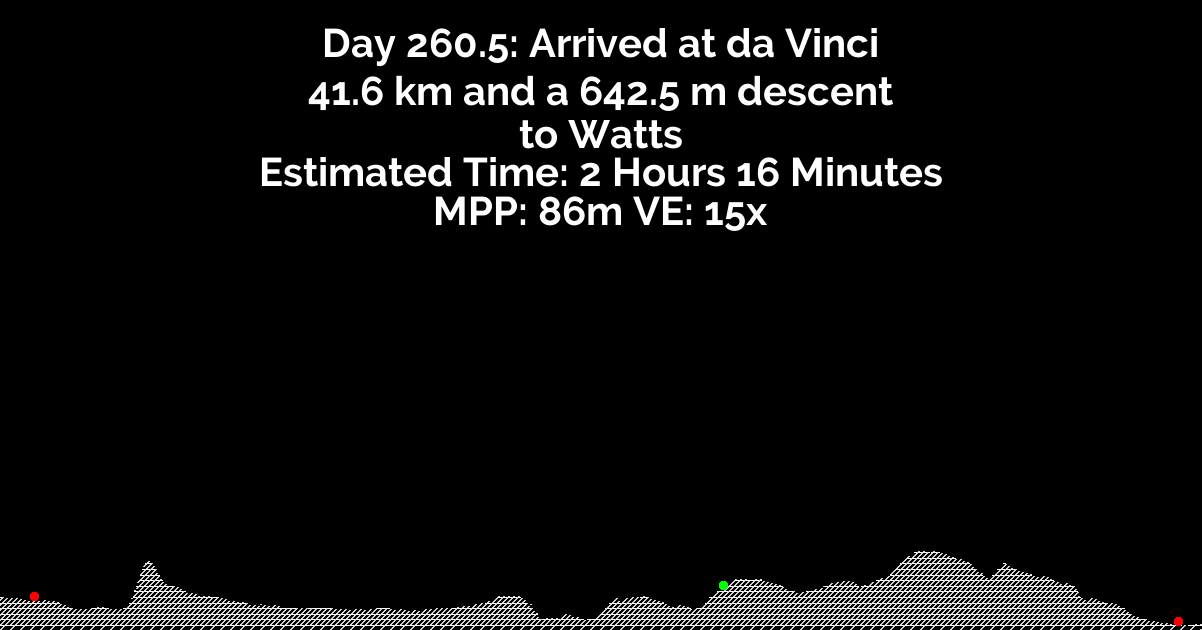 Day 260.5: Arrived at da Vinci
41.6 km and a 642.5 m descent
to Watts
Estimated Time: 2 Hours 16 Minutes
MPP: 86m VE: 15x